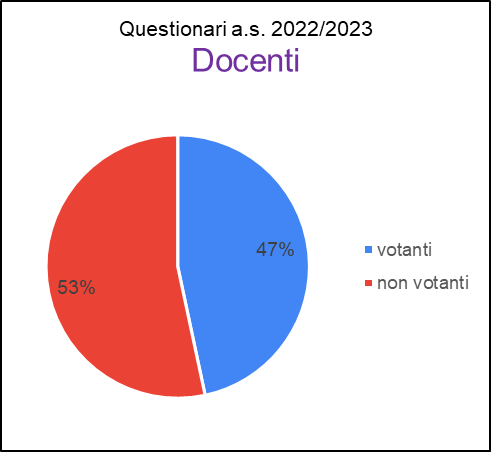 Questionari a.s. 2022/2023
Docenti
47%
53%
votanti
non votanti